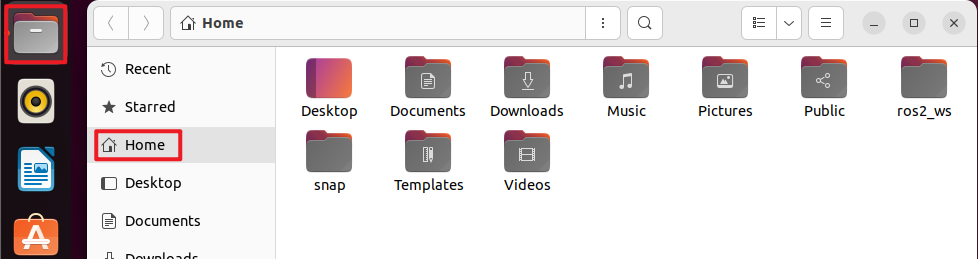 Home
Recent
Starred
Home
Desktop
Documents
Downloads
Desktop Documents Downloads Music Pictures Public ros2_ws
snap Templates Videos